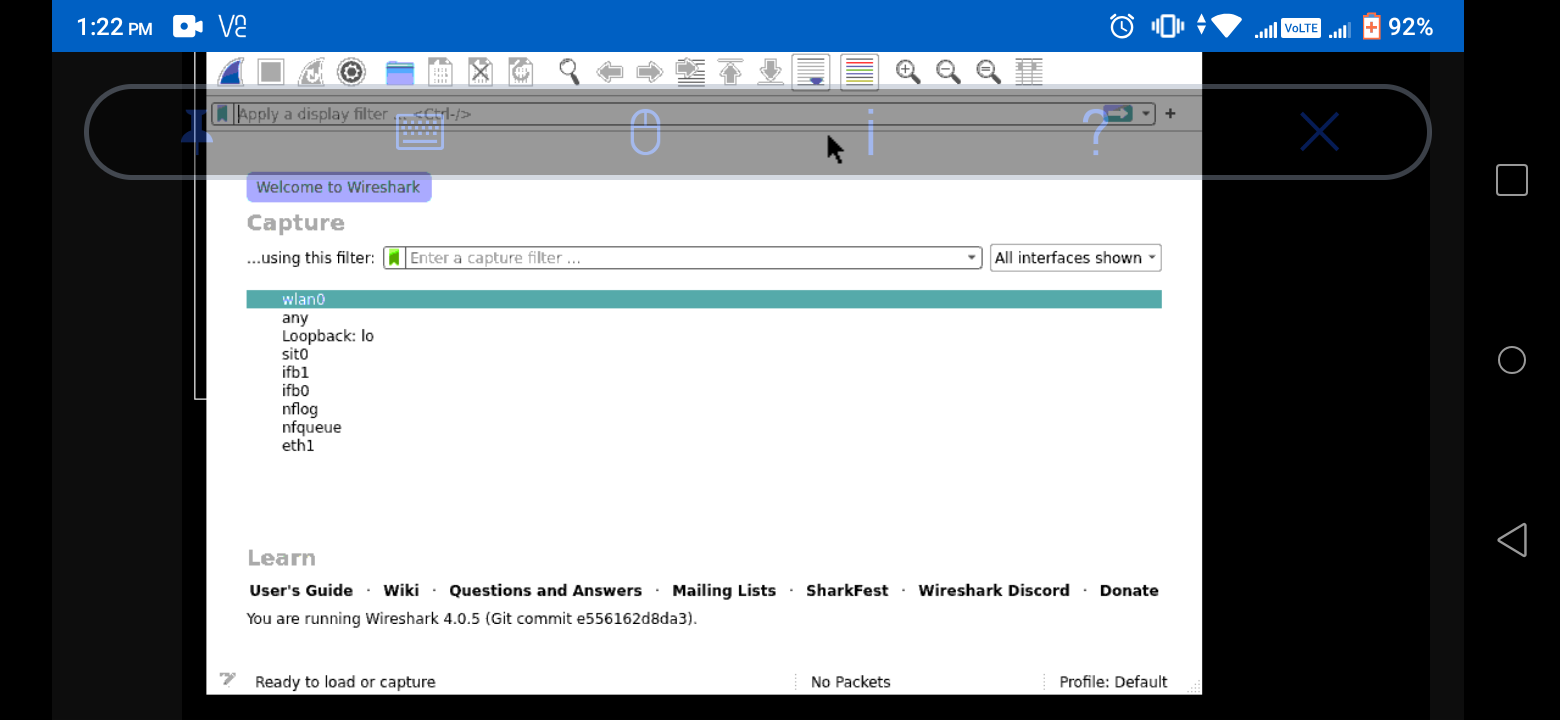 1:22 PM
VoLTE
92%
Apply a display filter ... <Ctrl-/>
+
Welcome to Wireshark
Capture
...using this filter:
Enter a capture filter ...
All interfaces shown
wlan0
any
Loopback: lo
sit0
ifb1
ifb0
nflog
nfqueue
eth1
Learn
User's Guide · Wiki · Questions and Answers · Mailing Lists · SharkFest · Wireshark Discord · Donate
You are running Wireshark 4.0.5 (Git commit e556162d8da3).
Ready to load or capture
No Packets
Profile: Default